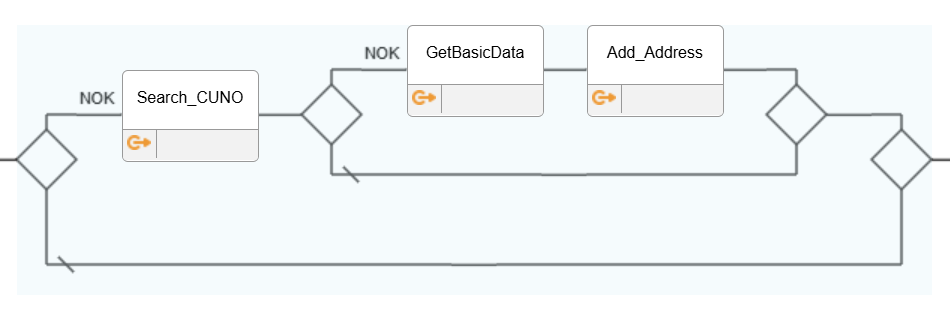 NOK
GetBasicData
Add_Address
NOK
Search_CUNO